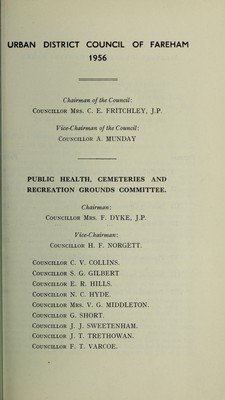 URBAN DISTRICT COUNCIL OF FAREHAM
1956
Chairman of the Council:
COUNCILLOR MRS. C. E. FRITCHLEY, J.P.
Vice-Chairman of the Council:
COUNCILLOR A. MUNDAY
PUBLIC HEALTH, CEMETERIES AND
RECREATION GROUNDS COMMITTEE.
Chairman:
COUNCILLOR MRS. F. DYKE, J.P.
Vice-Chairman:
COUNCILLOR H. F. NORGETT.
COUNCILLOR C. V. COLLINS.
COUNCILLOR S. G. GILBERT
COUNCILLOR E. R. HILLS.
COUNCILLOR N. C. HYDE.
COUNCILLOR MRS. V. G. MIDDLETON.
COUNCILLOR G. SHORT.
COUNCILLOR J. J. SWEETENHAM.
COUNCILLOR J. T. TRETHOWAN.
COUNCILLOR F. T. VARCOE.